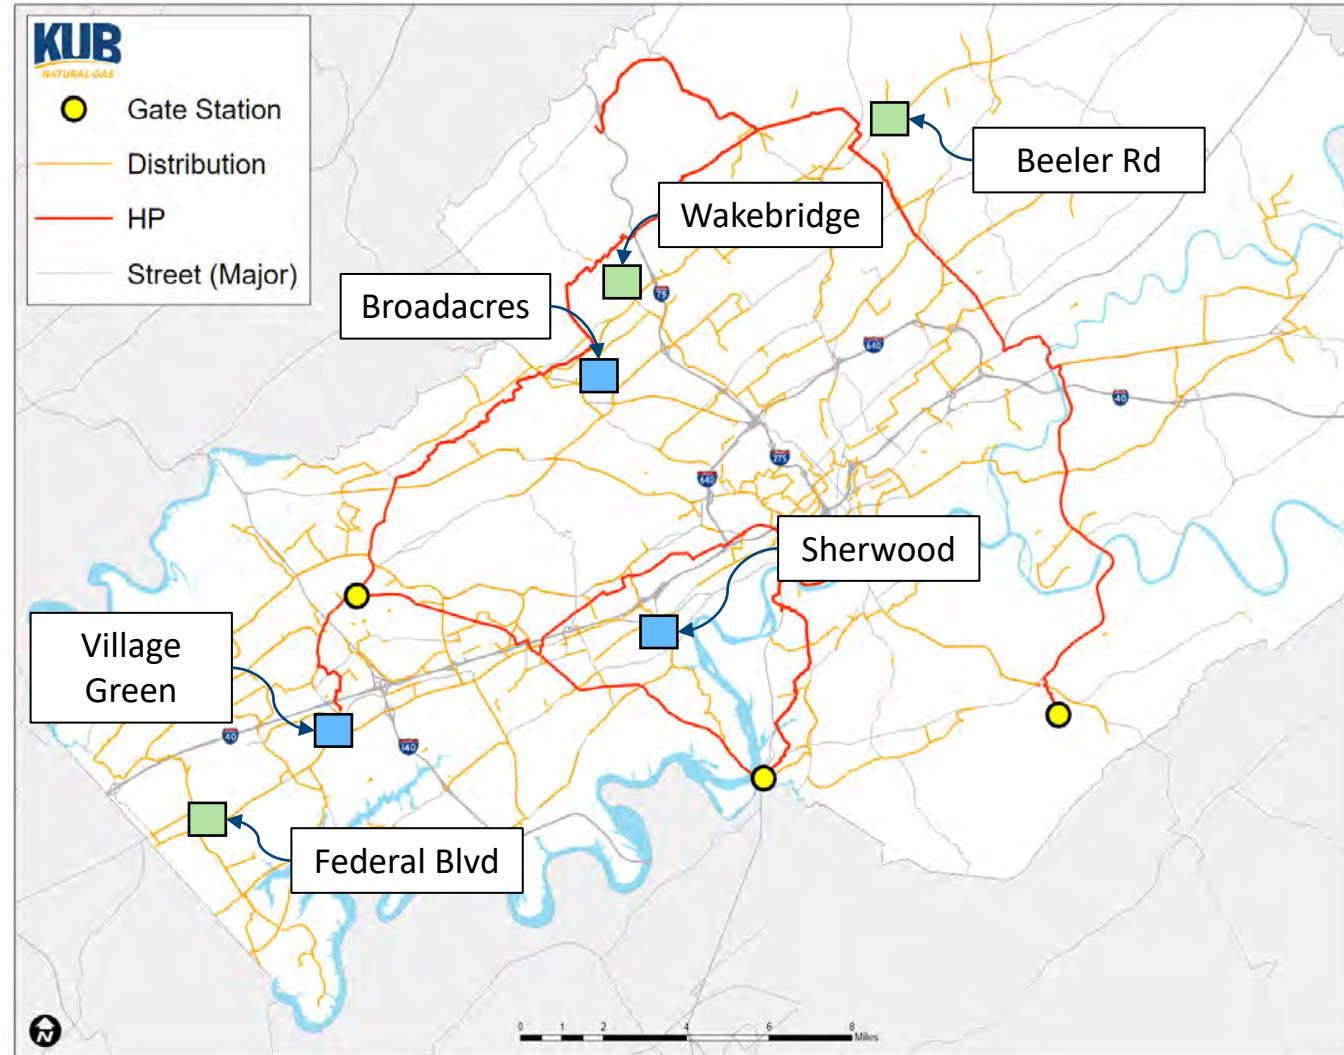 KUB
NATURAL GAS
Gate Station
Distribution
HP
Street (Major)
Beeler Rd
Wakebridge
75
Broadacres
640
40
275
640
Sherwood
Village
Green
40
140
Federal Blvd
N
0 1 2 4 6 8
Miles